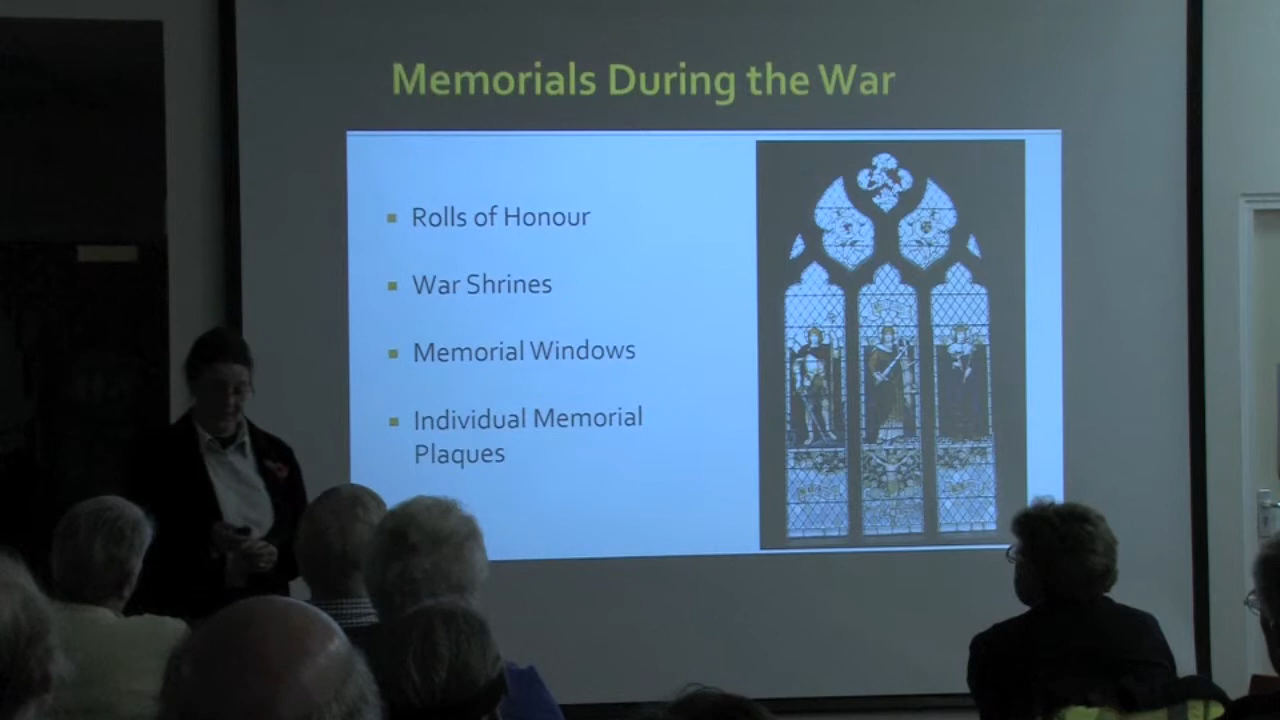 Memorials During the War
Rolls of Honour
War Shrines
Memorial Windows
Individual Memorial
Plaques